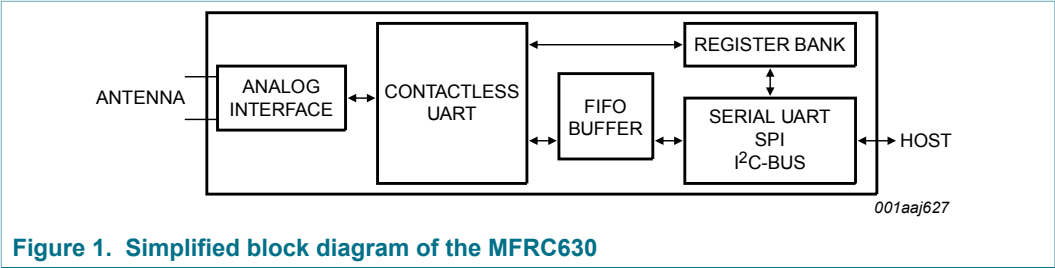 ANTENNA
ANALOG
INTERFACE
CONTACTLESS
UART
FIFO
BUFFER
REGISTER BANK
SERIAL UART
SPI
I²C-BUS
HOST
001aaj627
Figure 1. Simplified block diagram of the MFRC630